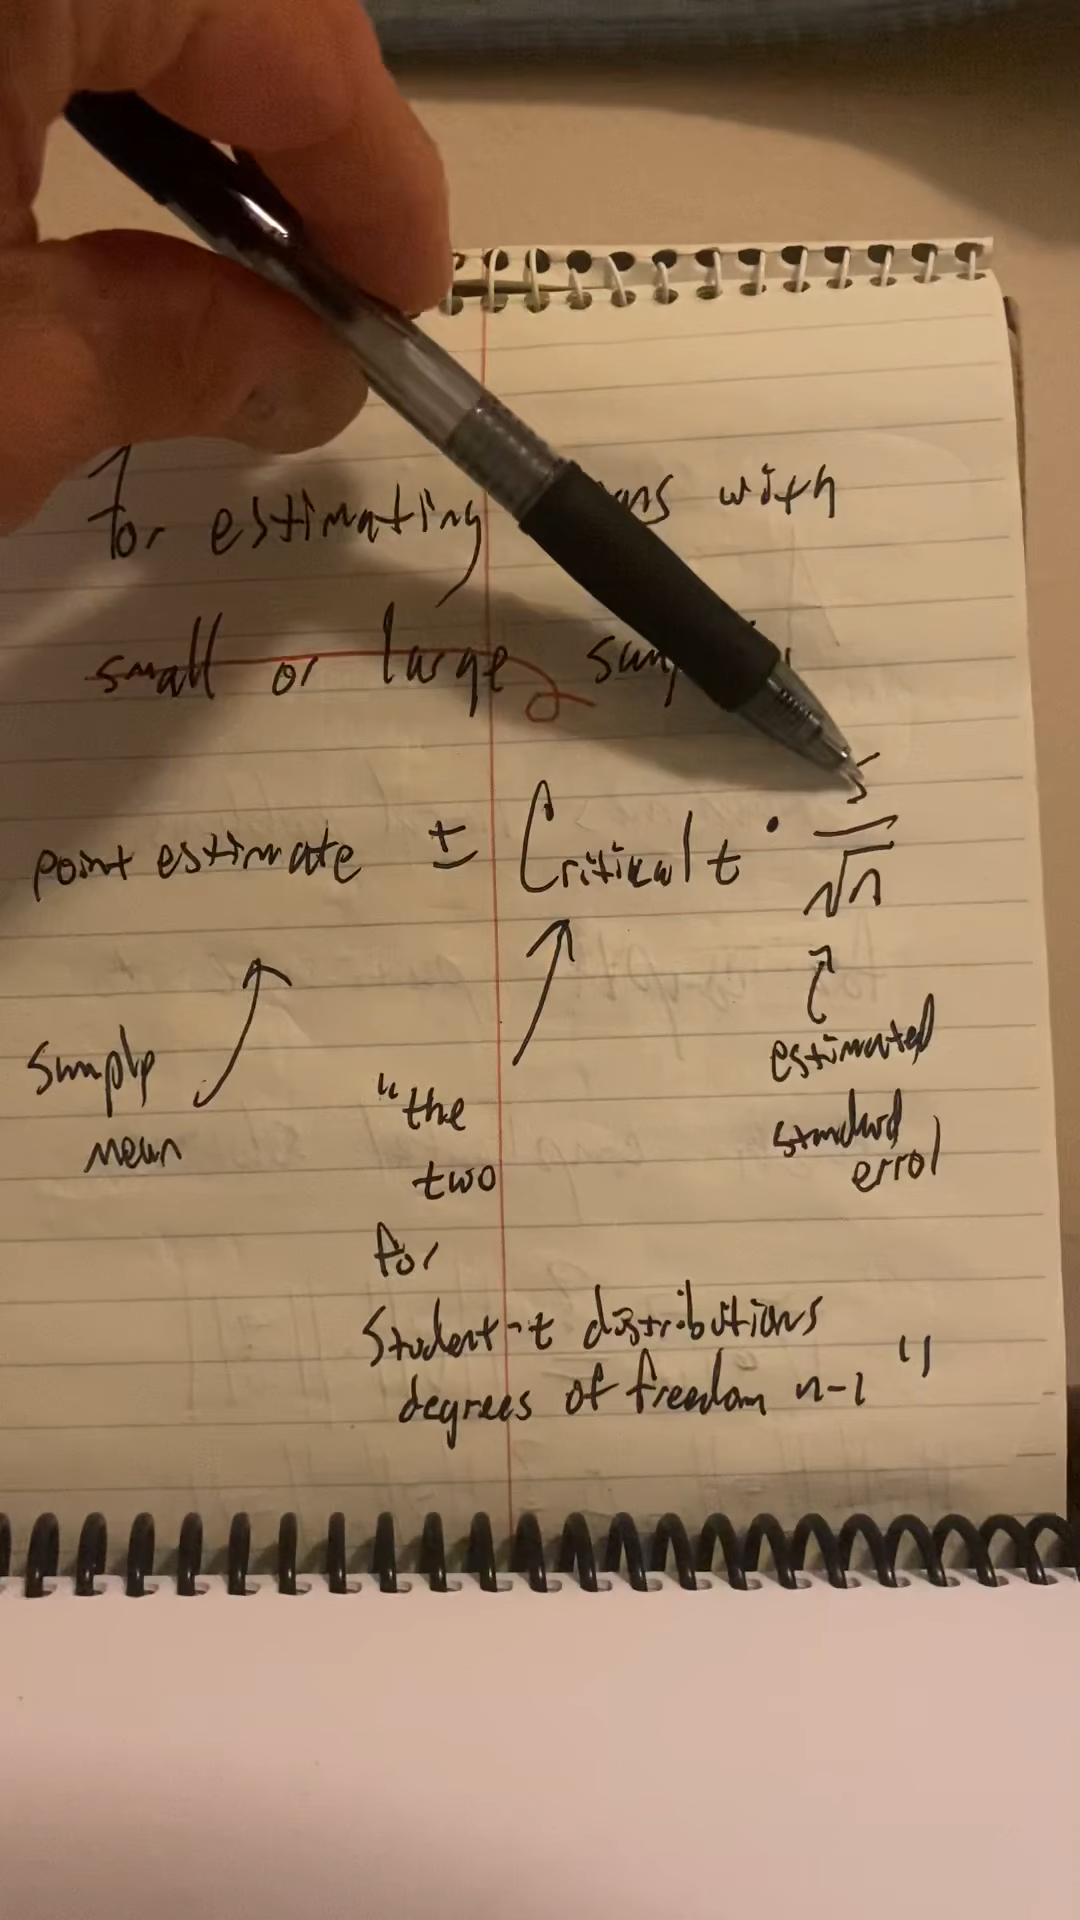 For estimating with
small or large
point estimate ± Critical t · s/√n
sample
mean
"the
two
for
Student-t distributions
degrees of freedom n-1"
estimated
standard
error